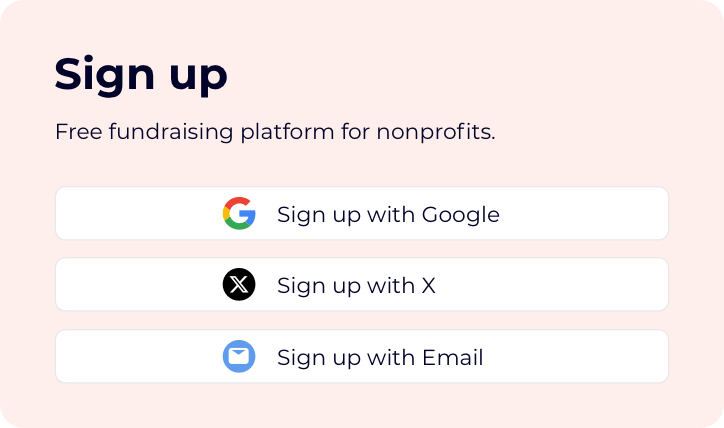 Sign up
Free fundraising platform for nonprofits.
Sign up with Google
Sign up with X
Sign up with Email